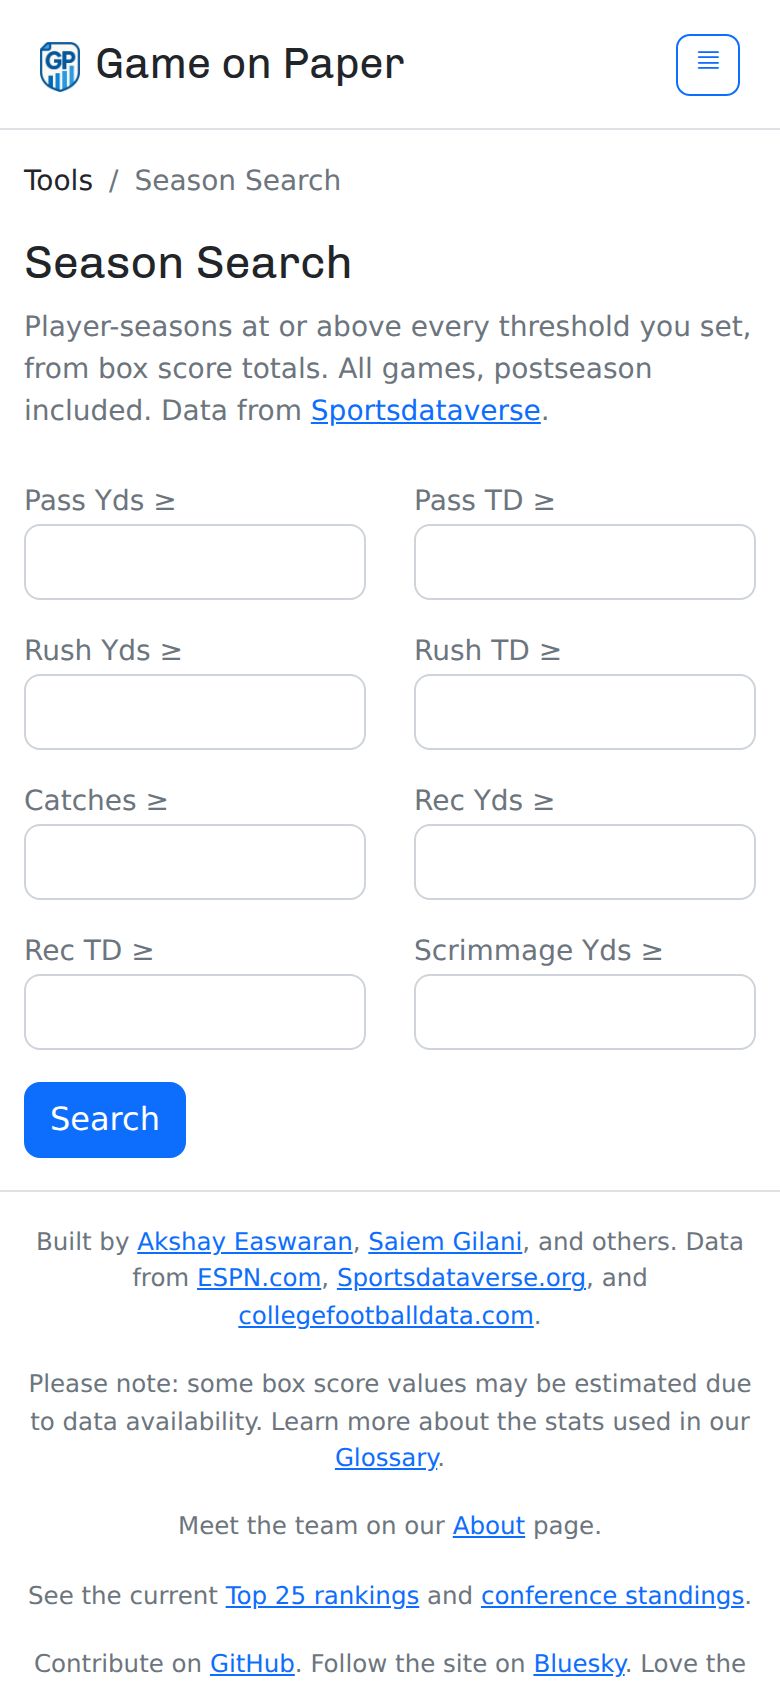 GP Game on Paper
Tools / Season Search
Season Search
Player-seasons at or above every threshold you set,
from box score totals. All games, postseason
included. Data from Sportsdataverse.
Pass Yds ≥ Pass TD ≥
Rush Yds ≥ Rush TD ≥
Catches ≥ Rec Yds ≥
Rec TD ≥ Scrimmage Yds ≥
Search
Built by Akshay Easwaran, Saiem Gilani, and others. Data
from ESPN.com, Sportsdataverse.org, and
collegefootballdata.com.
Please note: some box score values may be estimated due
to data availability. Learn more about the stats used in our
Glossary.
Meet the team on our About page.
See the current Top 25 rankings and conference standings.
Contribute on GitHub. Follow the site on Bluesky. Love the